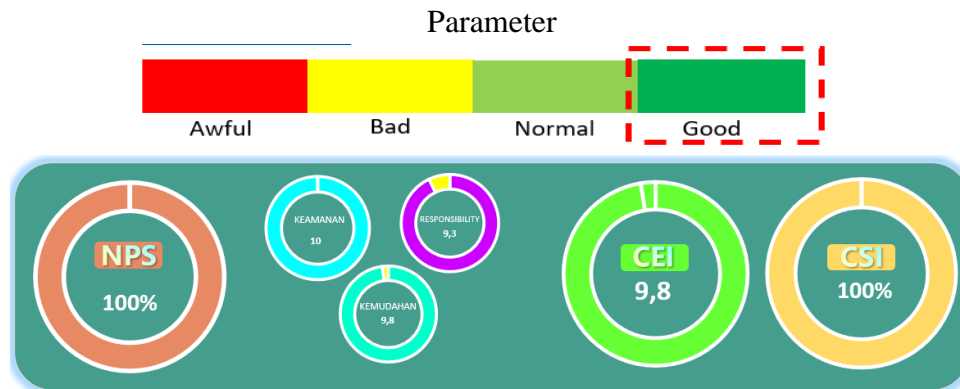 Parameter
Awful
Bad
Normal
Good
NPS
100%
KEAMANAN
10
RESPONSIBILITY
9,3
KEMUDAHAN
9,8
CEI
9,8
CSI
100%